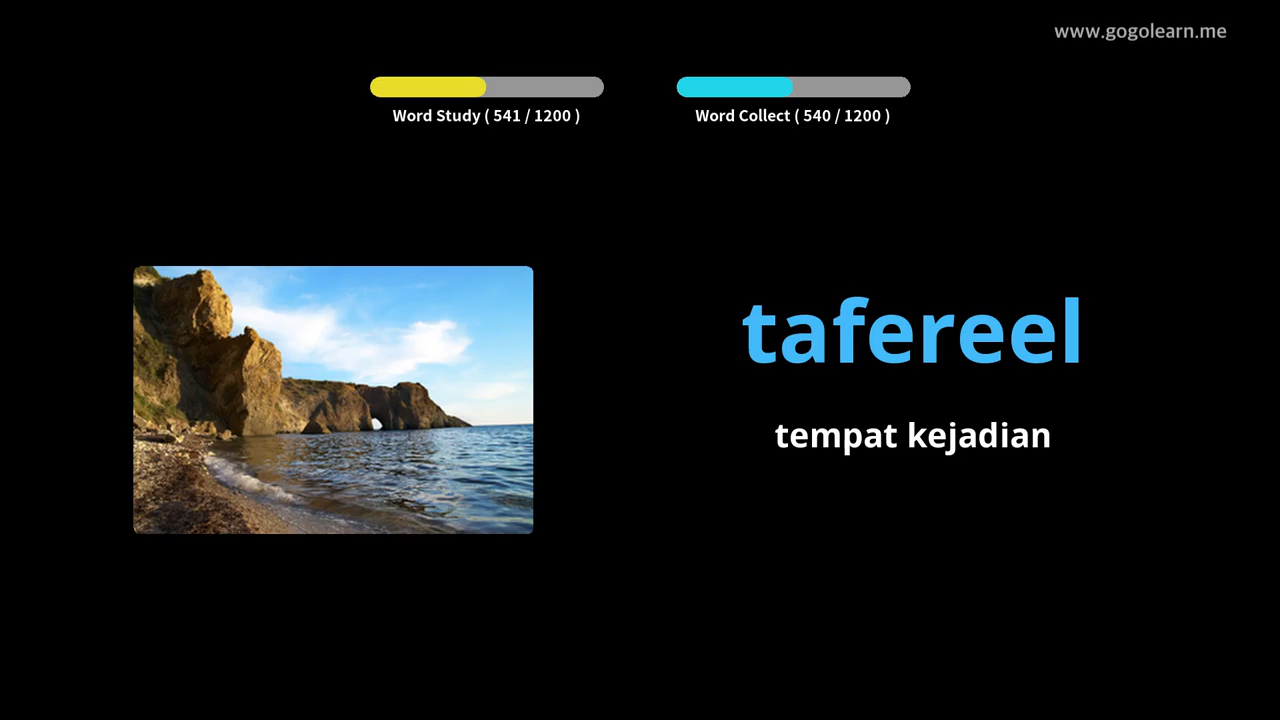 www.gogolearn.me
Word Study ( 541 / 1200 )
Word Collect ( 540 / 1200 )
tafereel
tempat kejadian